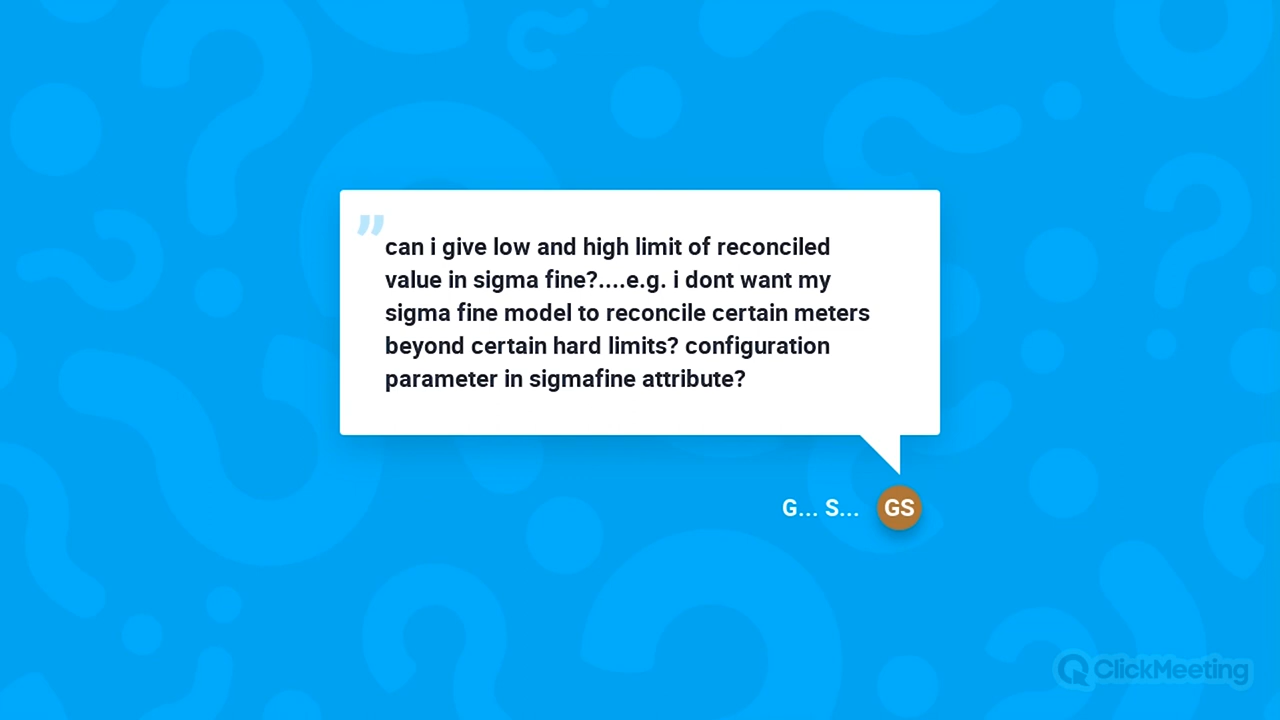 ”
can i give low and high limit of reconciled
value in sigma fine?....e.g. i dont want my
sigma fine model to reconcile certain meters
beyond certain hard limits? configuration
parameter in sigmafine attribute?
G... S... GS
ClickMeeting